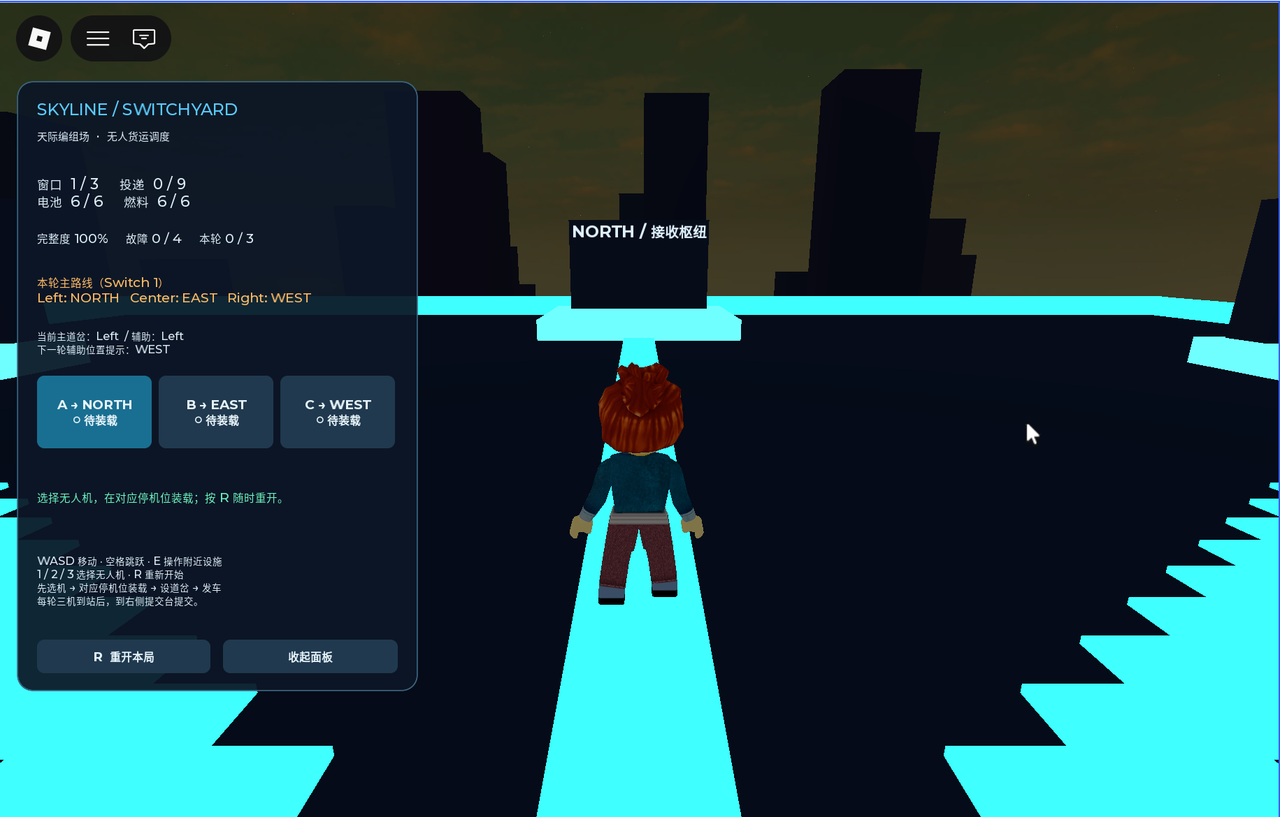 SKYLINE / SWITCHYARD
天际编组场 · 无人货运调度
窗口 1 / 3 投递 0 / 9
电池 6 / 6 燃料 6 / 6
完整度 100% 故障 0 / 4 本轮 0 / 3
本轮主路线（Switch 1）
Left: NORTH Center: EAST Right: WEST
当前主道岔：Left / 辅助：Left
下一轮辅助位置提示：WEST
A → NORTH
○ 待装载
B → EAST
○ 待装载
C → WEST
○ 待装载
选择无人机，在对应停机位装载；按 R 随时重开。
WASD 移动 · 空格跳跃 · E 操作附近设施
1 / 2 / 3 选择无人机 · R 重新开始
先选机 → 对应停机位装载 → 设道岔 → 发车
每轮三机到站后，到右侧提交台提交。
R 重开本局
收起面板
NORTH / 接收枢纽